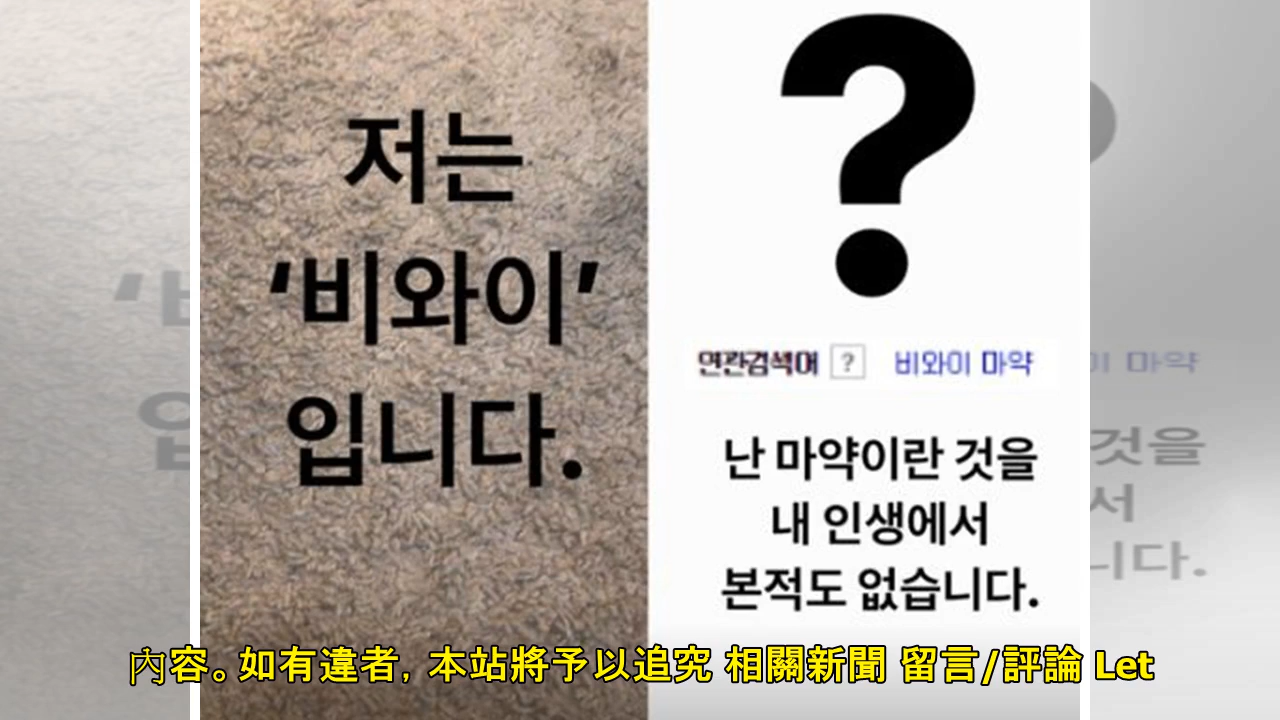 저는
‘비와이’
입니다.
?
연관검색어 ? 비와이 마약
난 마약이란 것을
내 인생에서
본적도 없습니다.
內容。如有違者，本站將予以追究 相關新聞 留言/評論 Let